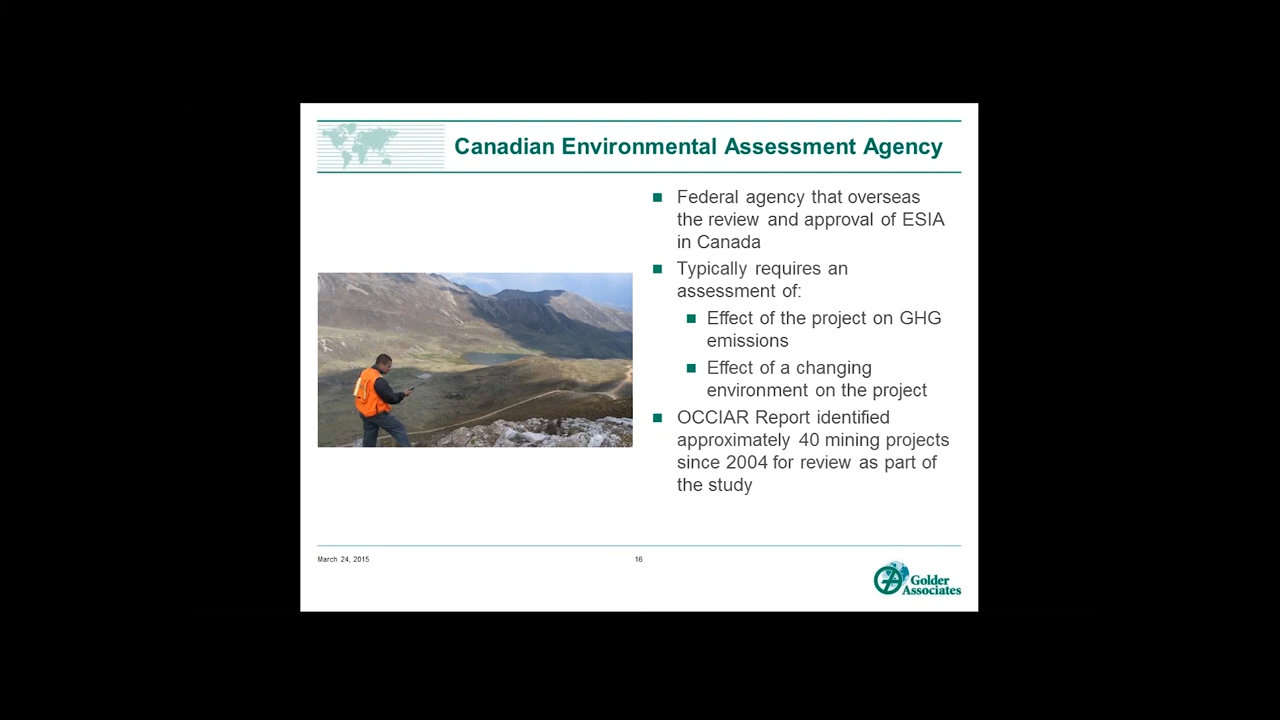 Canadian Environmental Assessment Agency
Federal agency that overseas
the review and approval of ESIA
in Canada
Typically requires an
assessment of:
Effect of the project on GHG
emissions
Effect of a changing
environment on the project
OCCIAR Report identified
approximately 40 mining projects
since 2004 for review as part of
the study
March 24, 2015
16
Golder
Associates